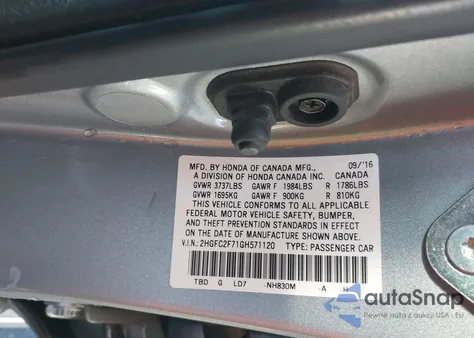 MFD. BY HONDA OF CANADA MFG., 09/'16
A DIVISION OF HONDA CANADA INC. CANADA
GVWR 3737LBS GAWR F 1984LBS R 1786LBS
GVWR 1695KG GAWR F 900KG R 810KG
THIS VEHICLE CONFORMS TO ALL APPLICABLE
FEDERAL MOTOR VEHICLE SAFETY, BUMPER,
AND THEFT PREVENTION STANDARDS IN EFFECT
ON THE DATE OF MANUFACTURE SHOWN ABOVE.
V.I.N.: 2HGFC2F71GH571120 TYPE: PASSENGER CAR
TBD G LD7 NH830M A H
autoSnap
Pewne auta z aukcji USA i EUM